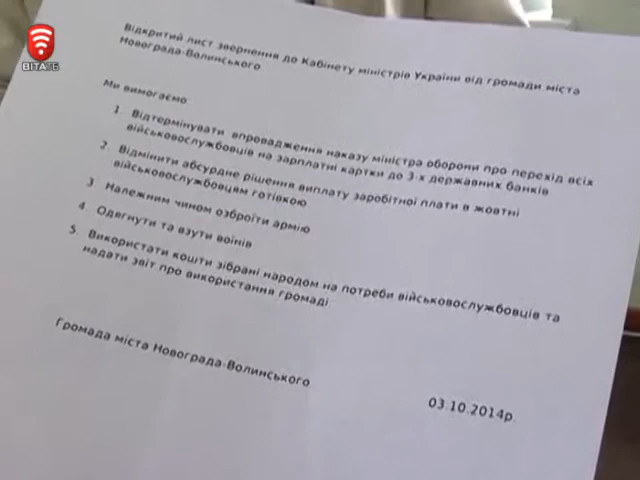 ВІТАТБ
Відкритий лист звернення до Кабінету міністрів України від громади міста
Новограда-Волинського
Ми вимагаємо:
1. Відтермінувати впровадження наказу міністра оборони про перехід всіх
військовослужбовців на зарплатні картки до 3-х державних банків
2. Відмінити абсурдне рішення виплату заробітної плати в жовтні
військовослужбовцям готівкою
3 Належним чином озброїти армію
4 Одягнути та взути воїнів
5. Використати кошти зібрані народом на потреби військовослужбовців та
надати звіт про використання громаді
Громада міста Новограда-Волинського
03.10.2014р.